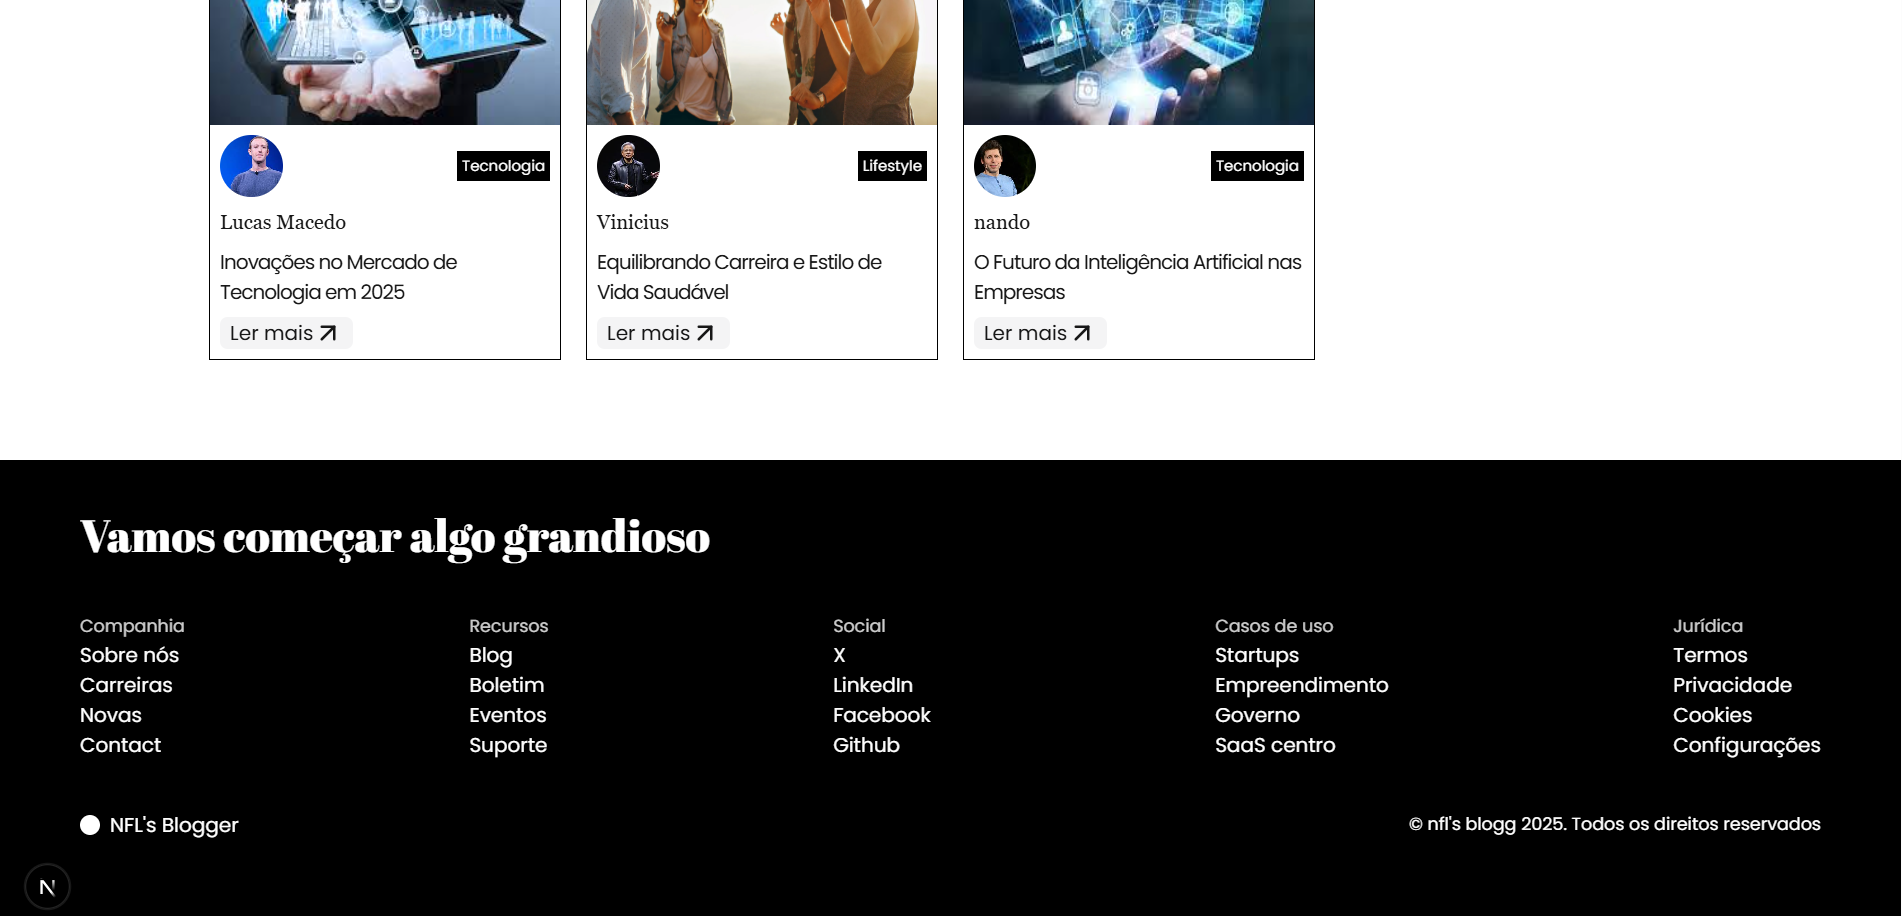 Tecnologia
Lucas Macedo
Inovações no Mercado de
Tecnologia em 2025
Ler mais
Lifestyle
Vinicius
Equilibrando Carreira e Estilo de
Vida Saudável
Ler mais
Tecnologia
nando
O Futuro da Inteligência Artificial nas
Empresas
Ler mais
Vamos começar algo grandioso
Companhia
Sobre nós
Carreiras
Novas
Contact
Recursos
Blog
Boletim
Eventos
Suporte
Social
X
LinkedIn
Facebook
Github
Casos de uso
Startups
Empreendimento
Governo
SaaS centro
Jurídica
Termos
Privacidade
Cookies
Configurações
NFL's Blogger
© nfl's blogg 2025. Todos os direitos reservados
N